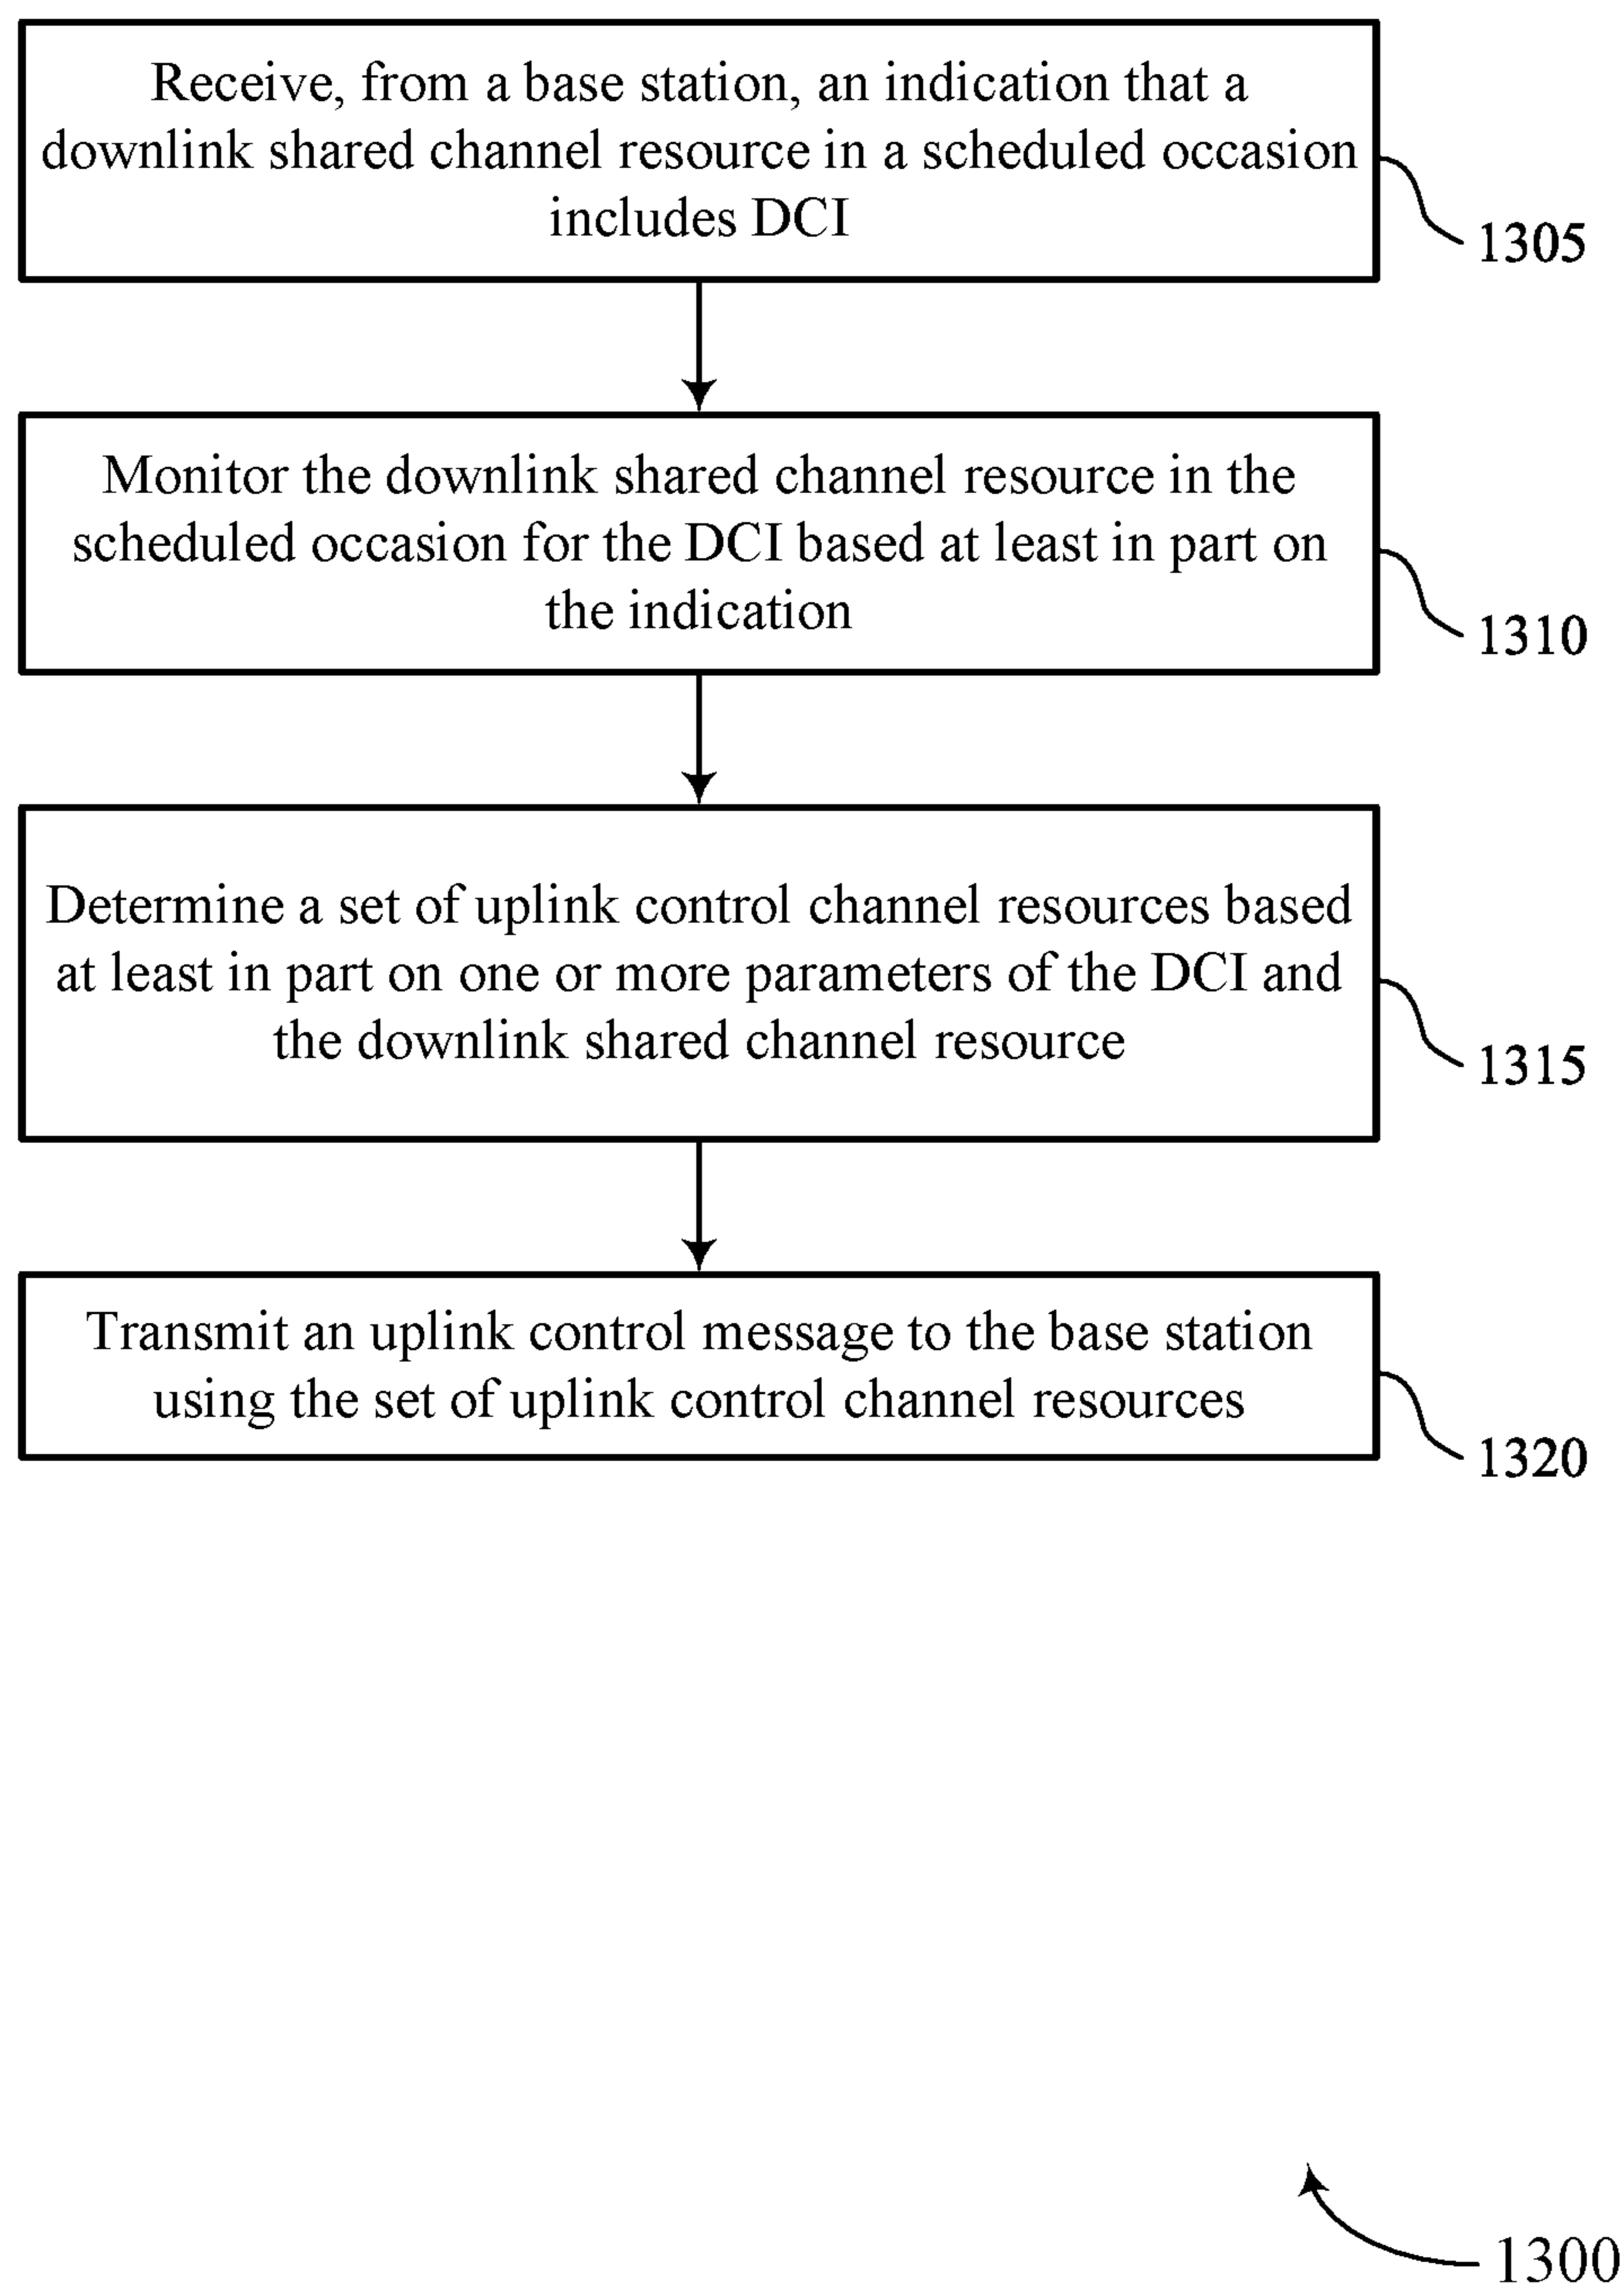 Receive, from a base station, an indication that a
downlink shared channel resource in a scheduled occasion
includes DCI
1305
Monitor the downlink shared channel resource in the
scheduled occasion for the DCI based at least in part on
the indication
1310
Determine a set of uplink control channel resources based
at least in part on one or more parameters of the DCI and
the downlink shared channel resource
1315
Transmit an uplink control message to the base station
using the set of uplink control channel resources
1320
1300